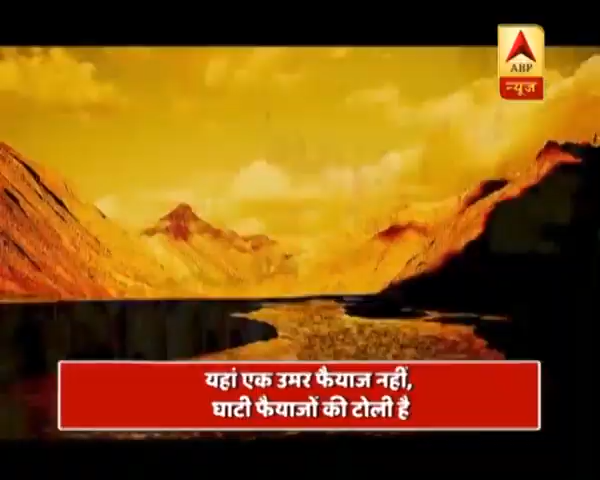 ABP
न्यूज़
यहां एक उमर फैयाज नहीं,
घाटी फैयाजों की टोली है